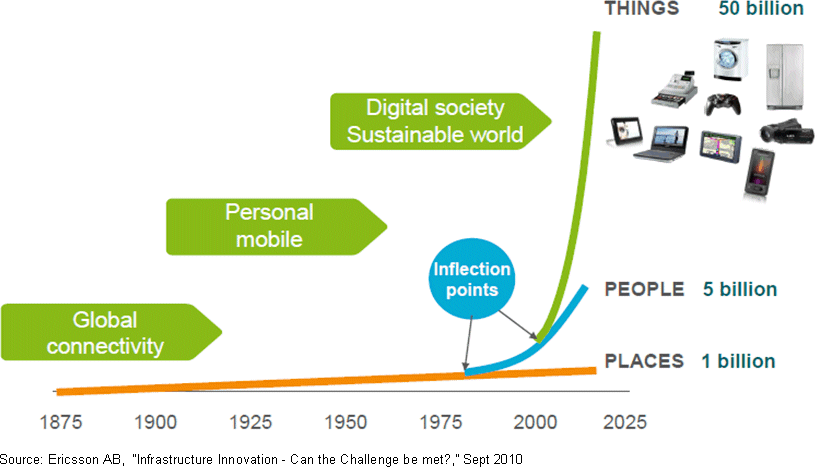 THINGS 50 billion
Digital society
Sustainable world
Personal
mobile
Inflection
points
PEOPLE 5 billion
Global
connectivity
PLACES 1 billion
1875 1900 1925 1950 1975 2000 2025
Source: Ericsson AB, "Infrastructure Innovation - Can the Challenge be met?," Sept 2010